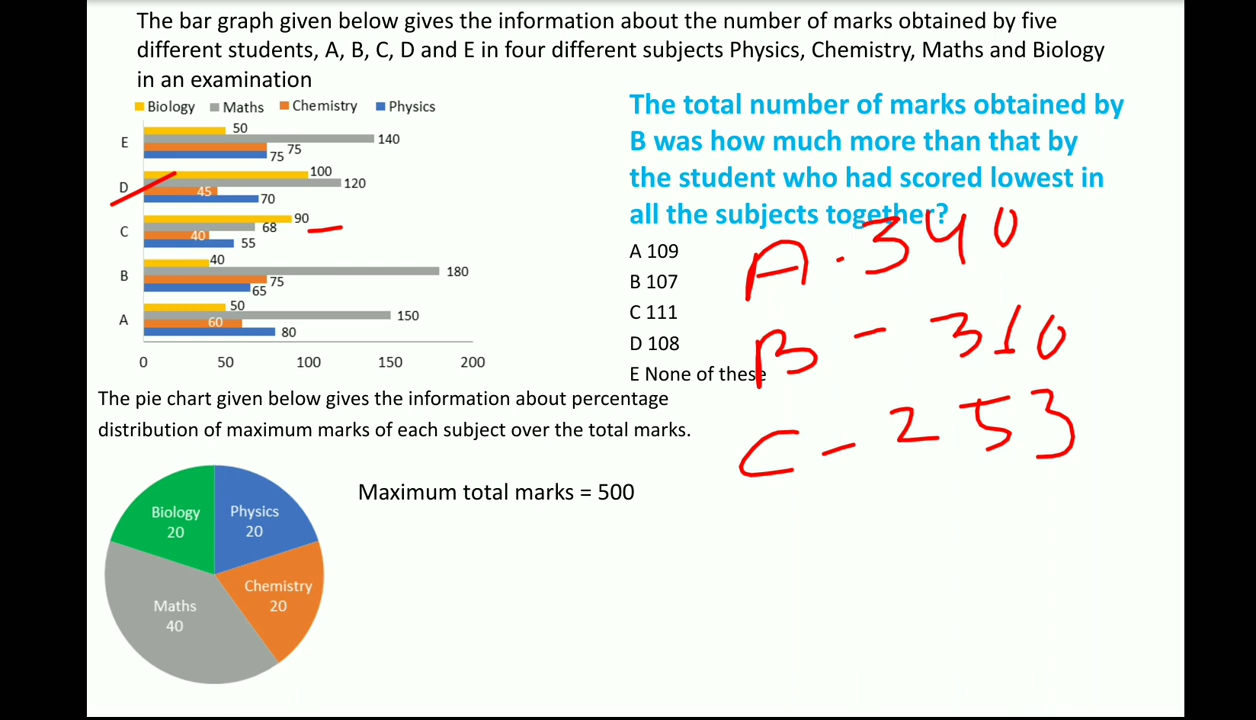 The bar graph given below gives the information about the number of marks obtained by five
different students, A, B, C, D and E in four different subjects Physics, Chemistry, Maths and Biology
in an examination
Biology Maths Chemistry Physics
E
50
140
75
75
D
100
120
45
70
C
90
68
40
55
B
40
180
75
65
A
50
150
60
80
0 50 100 150 200
The total number of marks obtained by
B was how much more than that by
the student who had scored lowest in
all the subjects together?
A 109
B 107
C 111
D 108
E None of these
A - 340
B - 310
C - 253
The pie chart given below gives the information about percentage
distribution of maximum marks of each subject over the total marks.
Maximum total marks = 500
Biology
20
Physics
20
Chemistry
20
Maths
40